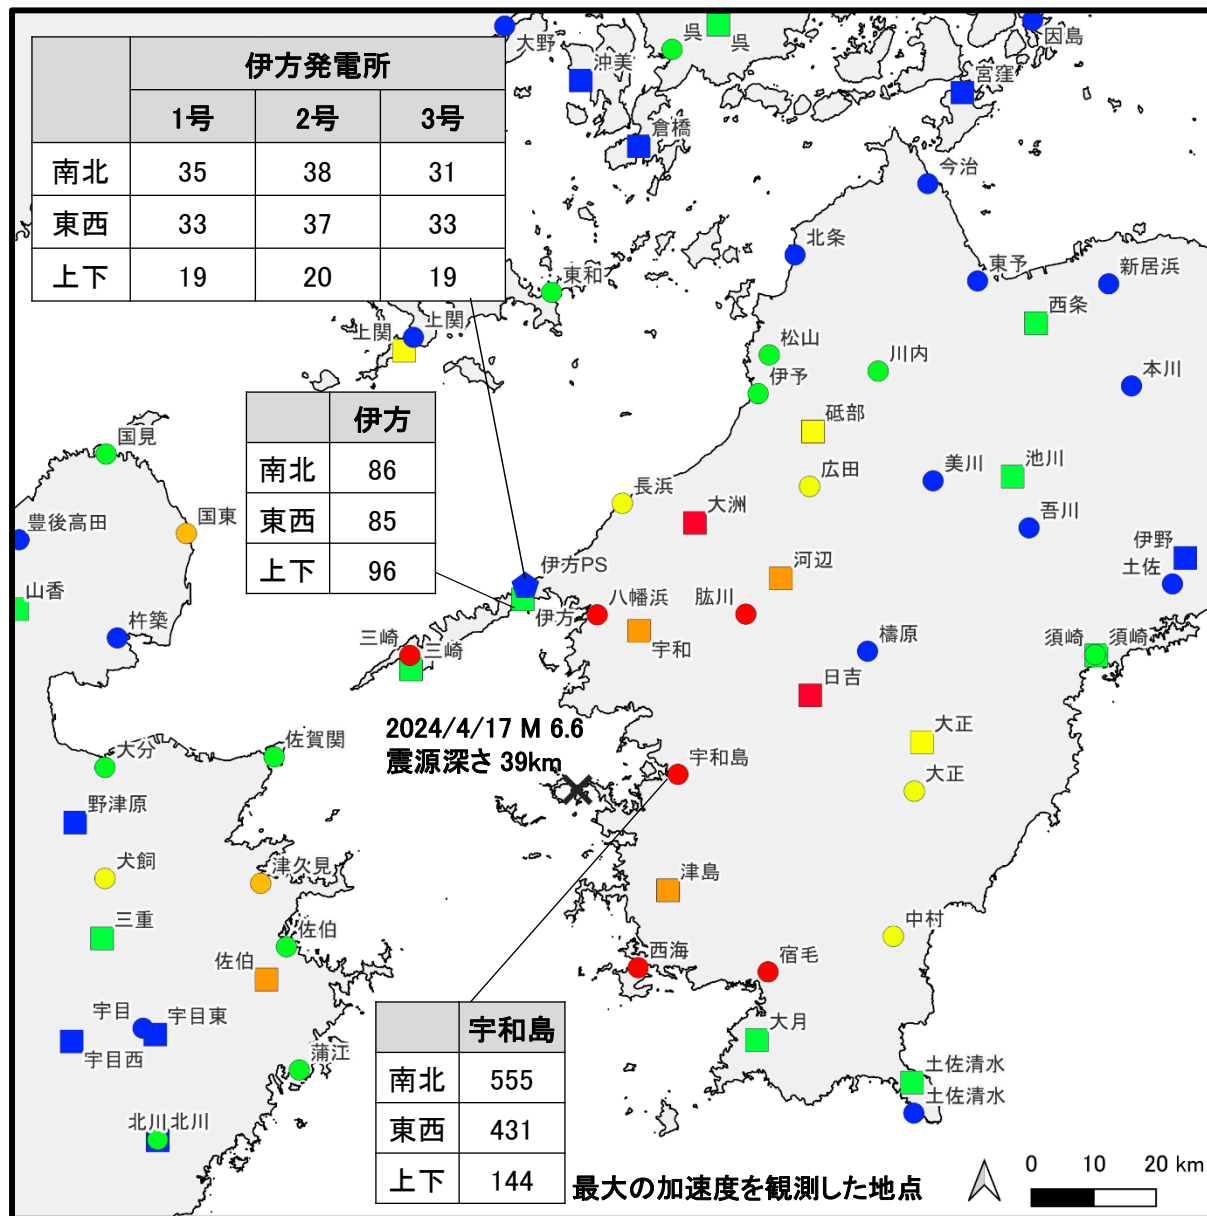 大野
沖美
呉
呉
因島
宮窪
倉橋
伊方発電所
1号 2号 3号
南北 35 38 31
東西 33 37 33
上下 19 20 19
今治
北条
東予
新居浜
東和
上関
上関
西条
松山
川内
伊予
本川
砥部
伊方
南北 86
東西 85
上下 96
国見
長浜
広田
美川
池川
大洲
国東
豊後高田
吾川
伊野
土佐
伊方PS
河辺
山香
伊方
八幡浜
肱川
杵築
三崎
三崎
宇和
梼原
須崎
須崎
日吉
2024/4/17 M 6.6
震源深さ 39km
大正
大正
佐賀関
大分
宇和島
野津原
犬飼
津久見
津島
三重
佐伯
佐伯
中村
西海
宿毛
宇目
宇目東
宇目西
大月
蒲江
宇和島
南北 555
東西 431
上下 144
土佐清水
土佐清水
北川
北川
最大の加速度を観測した地点
0 10 20 km